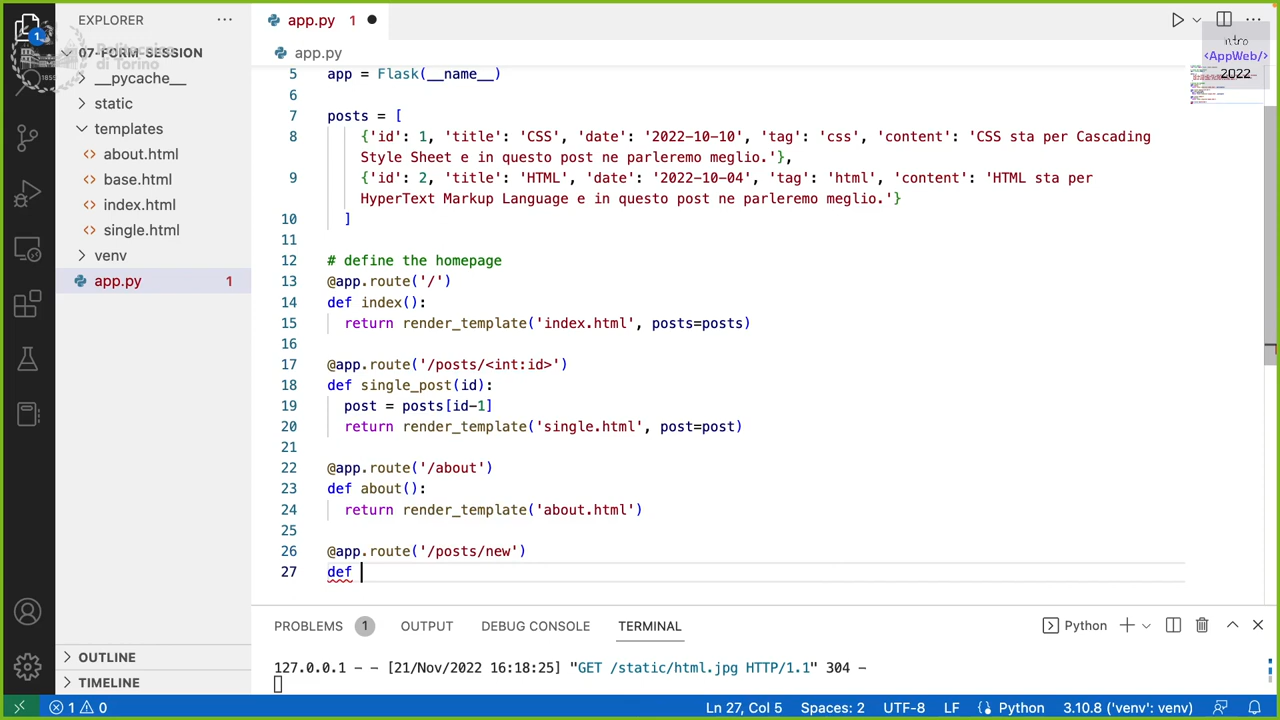 EXPLORER
app.py 1
07-FORM-SESSION
Politecnico
di Torino
1859
Intro
<AppWeb/>
2022
1
__pycache__
static
templates
about.html
base.html
index.html
single.html
venv
app.py 1
OUTLINE
TIMELINE
app.py
5 app = Flask(__name__)
6
7 posts = [
8 {'id': 1, 'title': 'CSS', 'date': '2022-10-10', 'tag': 'css', 'content': 'CSS sta per Cascading
Style Sheet e in questo post ne parleremo meglio.'},
9 {'id': 2, 'title': 'HTML', 'date': '2022-10-04', 'tag': 'html', 'content': 'HTML sta per
HyperText Markup Language e in questo post ne parleremo meglio.'}
10 ]
11
12 # define the homepage
13 @app.route('/')
14 def index():
15 return render_template('index.html', posts=posts)
16
17 @app.route('/posts/<int:id>')
18 def single_post(id):
19 post = posts[id-1]
20 return render_template('single.html', post=post)
21
22 @app.route('/about')
23 def about():
24 return render_template('about.html')
25
26 @app.route('/posts/new')
27 def
PROBLEMS 1 OUTPUT DEBUG CONSOLE TERMINAL Python
127.0.0.1 - - [21/Nov/2022 16:18:25] "GET /static/html.jpg HTTP/1.1" 304 -
1 0 Ln 27, Col 5 Spaces: 2 UTF-8 LF Python 3.10.8 ('venv': venv)